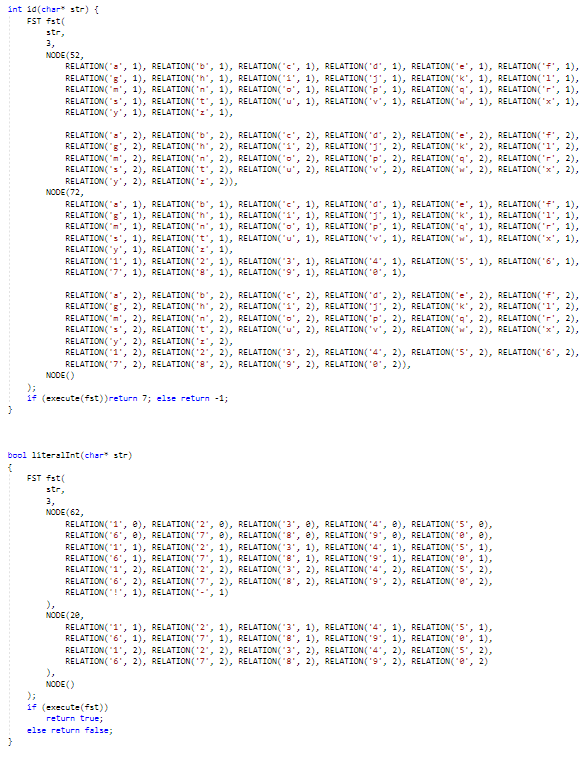 int id(char* str) {
FST fst(
str,
3,
NODE(52,
RELATION('a', 1), RELATION('b', 1), RELATION('c', 1), RELATION('d', 1), RELATION('e', 1), RELATION('f', 1),
RELATION('g', 1), RELATION('h', 1), RELATION('i', 1), RELATION('j', 1), RELATION('k', 1), RELATION('l', 1),
RELATION('m', 1), RELATION('n', 1), RELATION('o', 1), RELATION('p', 1), RELATION('q', 1), RELATION('r', 1),
RELATION('s', 1), RELATION('t', 1), RELATION('u', 1), RELATION('v', 1), RELATION('w', 1), RELATION('x', 1),
RELATION('y', 1), RELATION('z', 1),
RELATION('a', 2), RELATION('b', 2), RELATION('c', 2), RELATION('d', 2), RELATION('e', 2), RELATION('f', 2),
RELATION('g', 2), RELATION('h', 2), RELATION('i', 2), RELATION('j', 2), RELATION('k', 2), RELATION('l', 2),
RELATION('m', 2), RELATION('n', 2), RELATION('o', 2), RELATION('p', 2), RELATION('q', 2), RELATION('r', 2),
RELATION('s', 2), RELATION('t', 2), RELATION('u', 2), RELATION('v', 2), RELATION('w', 2), RELATION('x', 2),
RELATION('y', 2), RELATION('z', 2)),
NODE(72,
RELATION('a', 1), RELATION('b', 1), RELATION('c', 1), RELATION('d', 1), RELATION('e', 1), RELATION('f', 1),
RELATION('g', 1), RELATION('h', 1), RELATION('i', 1), RELATION('j', 1), RELATION('k', 1), RELATION('l', 1),
RELATION('m', 1), RELATION('n', 1), RELATION('o', 1), RELATION('p', 1), RELATION('q', 1), RELATION('r', 1),
RELATION('s', 1), RELATION('t', 1), RELATION('u', 1), RELATION('v', 1), RELATION('w', 1), RELATION('x', 1),
RELATION('y', 1), RELATION('z', 1),
RELATION('1', 1), RELATION('2', 1), RELATION('3', 1), RELATION('4', 1), RELATION('5', 1), RELATION('6', 1),
RELATION('7', 1), RELATION('8', 1), RELATION('9', 1), RELATION('0', 1),
RELATION('a', 2), RELATION('b', 2), RELATION('c', 2), RELATION('d', 2), RELATION('e', 2), RELATION('f', 2),
RELATION('g', 2), RELATION('h', 2), RELATION('i', 2), RELATION('j', 2), RELATION('k', 2), RELATION('l', 2),
RELATION('m', 2), RELATION('n', 2), RELATION('o', 2), RELATION('p', 2), RELATION('q', 2), RELATION('r', 2),
RELATION('s', 2), RELATION('t', 2), RELATION('u', 2), RELATION('v', 2), RELATION('w', 2), RELATION('x', 2),
RELATION('y', 2), RELATION('z', 2),
RELATION('1', 2), RELATION('2', 2), RELATION('3', 2), RELATION('4', 2), RELATION('5', 2), RELATION('6', 2),
RELATION('7', 2), RELATION('8', 2), RELATION('9', 2), RELATION('0', 2)),
NODE()
);
if (execute(fst))return 7; else return -1;
}
bool literalInt(char* str)
{
FST fst(
str,
3,
NODE(62,
RELATION('1', 0), RELATION('2', 0), RELATION('3', 0), RELATION('4', 0), RELATION('5', 0),
RELATION('6', 0), RELATION('7', 0), RELATION('8', 0), RELATION('9', 0), RELATION('0', 0),
RELATION('1', 1), RELATION('2', 1), RELATION('3', 1), RELATION('4', 1), RELATION('5', 1),
RELATION('6', 1), RELATION('7', 1), RELATION('8', 1), RELATION('9', 1), RELATION('0', 1),
RELATION('1', 2), RELATION('2', 2), RELATION('3', 2), RELATION('4', 2), RELATION('5', 2),
RELATION('6', 2), RELATION('7', 2), RELATION('8', 2), RELATION('9', 2), RELATION('0', 2),
RELATION('!', 1), RELATION('-', 1)
),
NODE(20,
RELATION('1', 1), RELATION('2', 1), RELATION('3', 1), RELATION('4', 1), RELATION('5', 1),
RELATION('6', 1), RELATION('7', 1), RELATION('8', 1), RELATION('9', 1), RELATION('0', 1),
RELATION('1', 2), RELATION('2', 2), RELATION('3', 2), RELATION('4', 2), RELATION('5', 2),
RELATION('6', 2), RELATION('7', 2), RELATION('8', 2), RELATION('9', 2), RELATION('0', 2)
),
NODE()
);
if (execute(fst))
return true;
else return false;
}